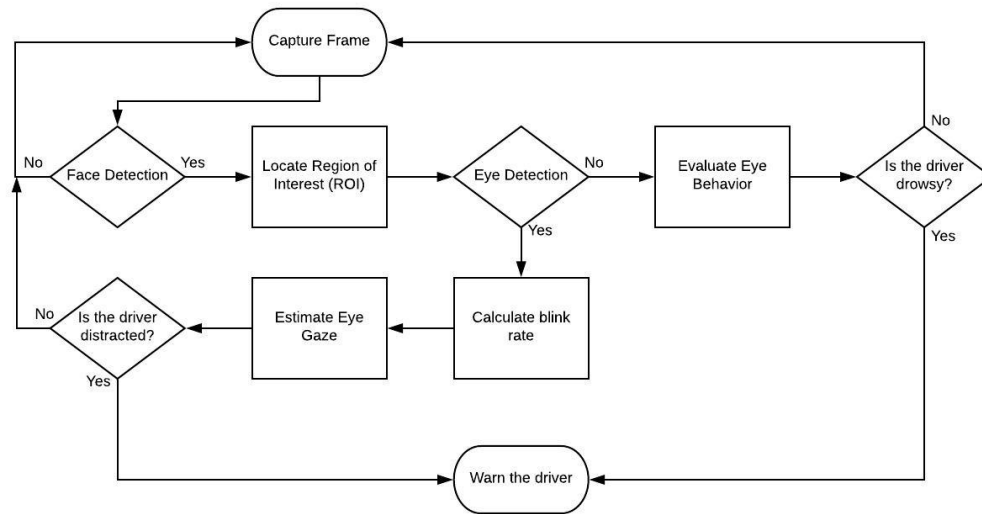 Capture Frame
No
No
Face Detection
Yes
Locate Region of
Interest (ROI)
Eye Detection
No
Evaluate Eye
Behavior
Is the driver
drowsy?
Yes
Yes
No
Is the driver
distracted?
Estimate Eye
Gaze
Calculate blink
rate
Yes
Warn the driver